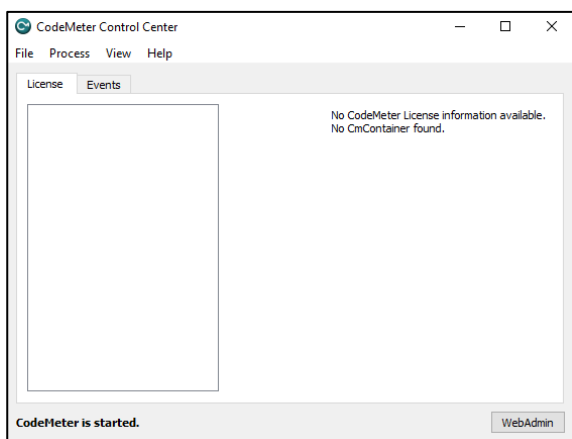 CodeMeter Control Center
File Process View Help
License Events
No CodeMeter License information available.
No CmContainer found.
CodeMeter is started.
WebAdmin